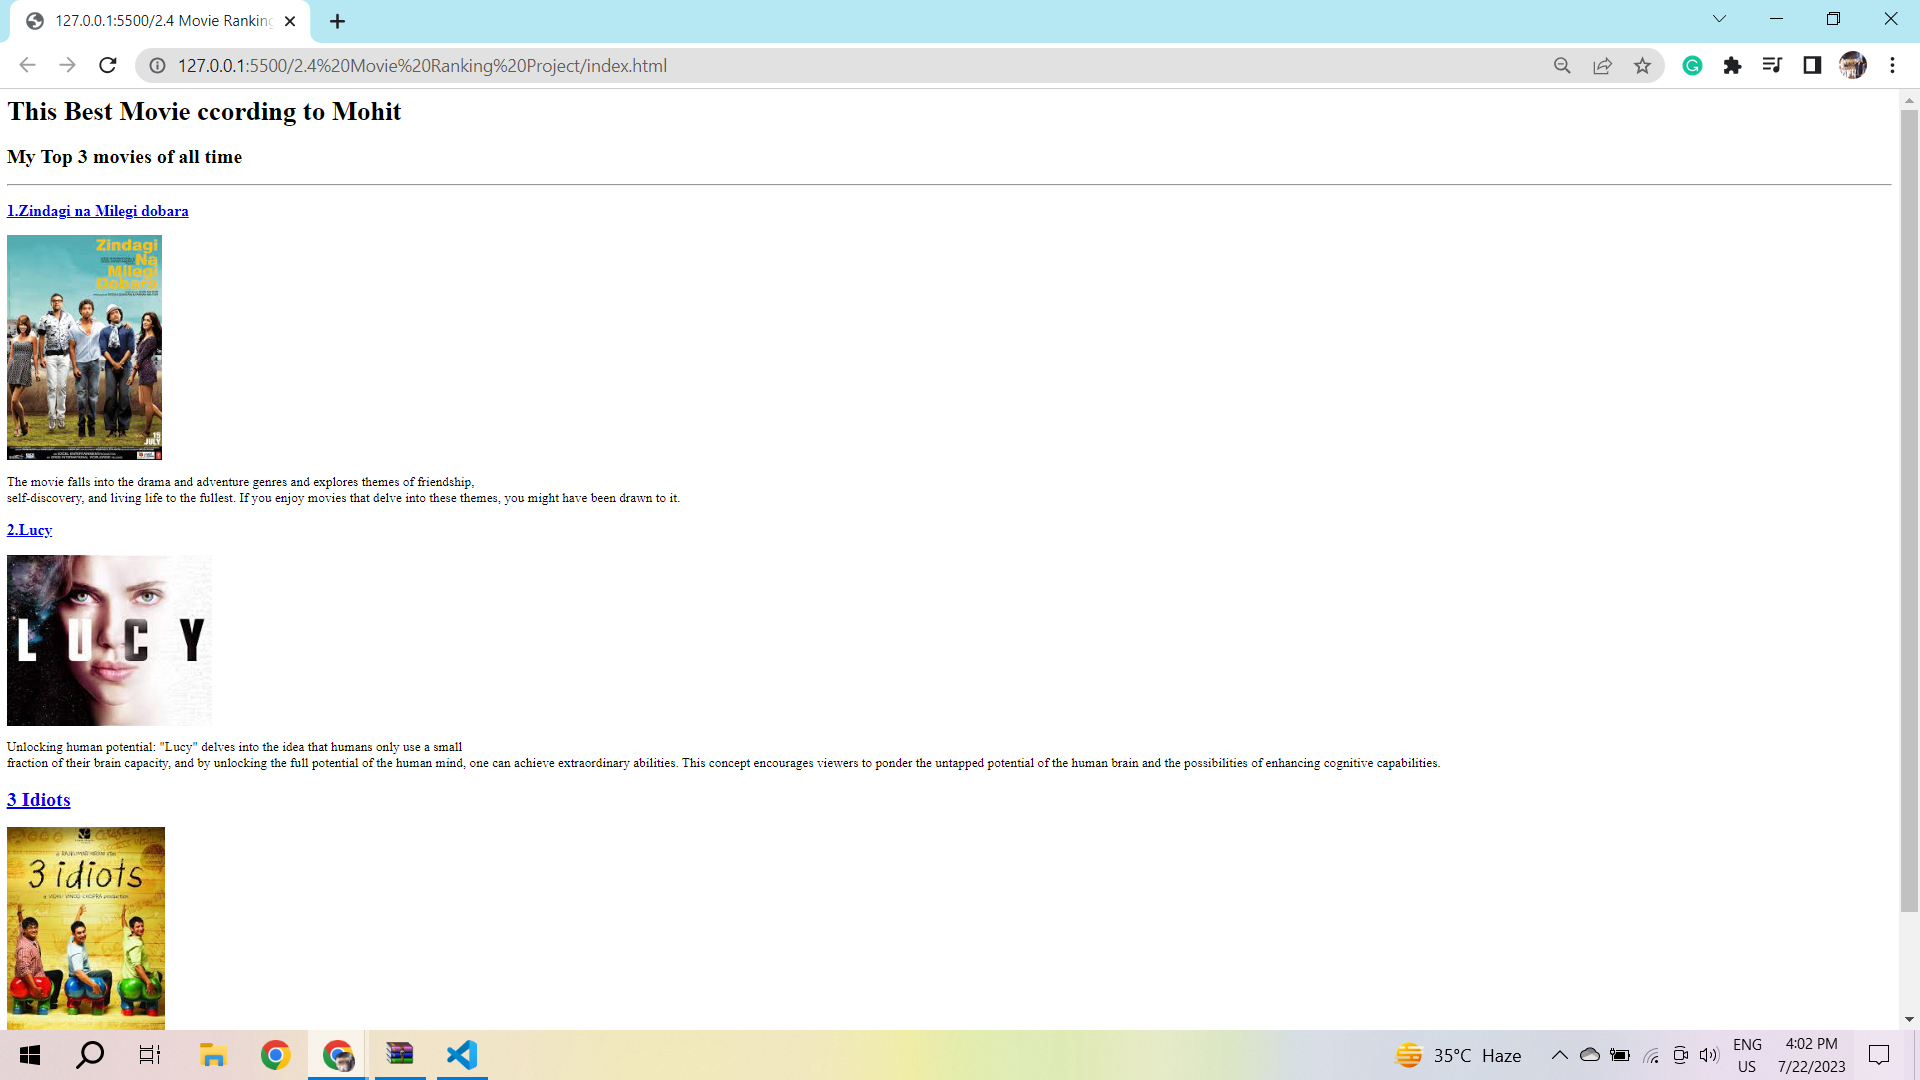 127.0.0.1:5500/2.4 Movie Ranking
127.0.0.1:5500/2.4%20Movie%20Ranking%20Project/index.html
This Best Movie ccording to Mohit
My Top 3 movies of all time
1.Zindagi na Milegi dobara
Zindagi
Na
Milegi
Dobara
15
JULY
The movie falls into the drama and adventure genres and explores themes of friendship,
self-discovery, and living life to the fullest. If you enjoy movies that delve into these themes, you might have been drawn to it.
2.Lucy
LUCY
Unlocking human potential: "Lucy" delves into the idea that humans only use a small
fraction of their brain capacity, and by unlocking the full potential of the human mind, one can achieve extraordinary abilities. This concept encourages viewers to ponder the untapped potential of the human brain and the possibilities of enhancing cognitive capabilities.
3 Idiots
3 idiots
35°C Haze
ENG
US
4:02 PM
7/22/2023